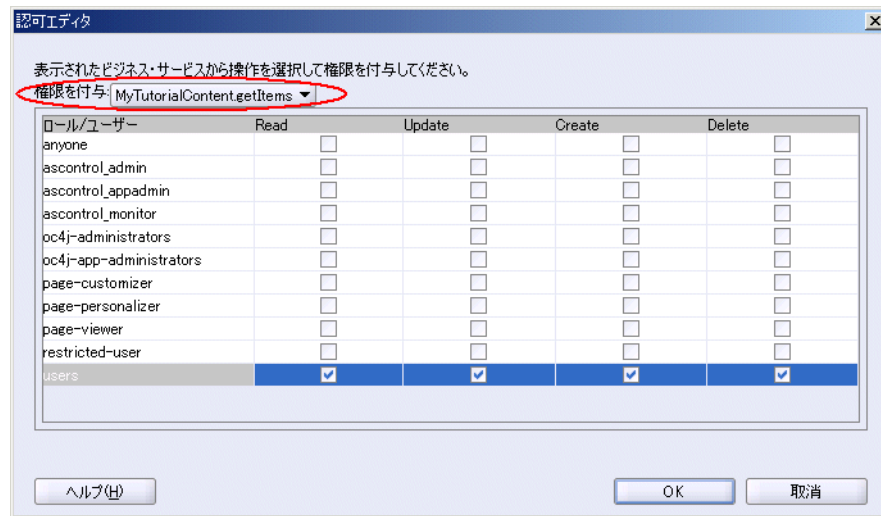 認可エディタ
表示されたビジネス・サービスから操作を選択して権限を付与してください。
権限を付与: MyTutorialContent.getItems
ロール/ユーザー Read Update Create Delete
anyone
ascontrol_admin
ascontrol_appadmin
ascontrol_monitor
oc4j-administrators
oc4j-app-administrators
page-customizer
page-personalizer
page-viewer
restricted-user
users
ヘルプ(H) OK 取消